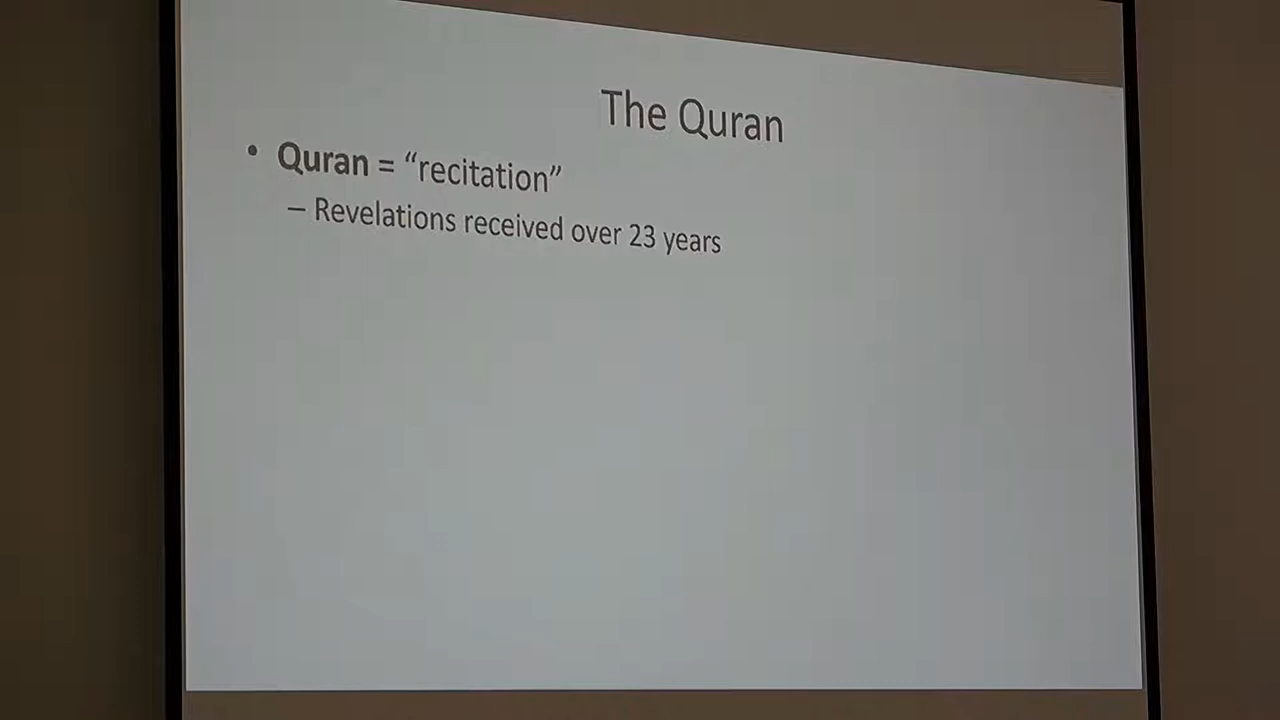 The Quran
• Quran = “recitation”
– Revelations received over 23 years